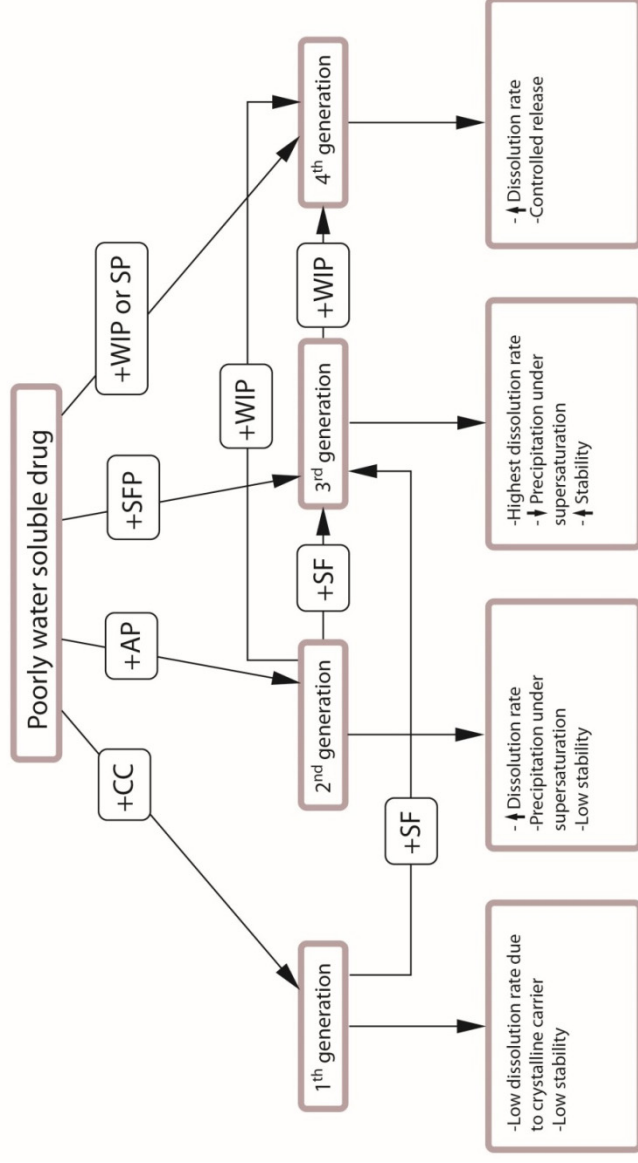 Poorly water soluble drug
+CC
+AP
+SFP
+WIP or SP
+WIP
1th generation
2nd generation
+SF
3rd generation
+WIP
4th generation
+SF
-Low dissolution rate due
to crystalline carrier
-Low stability
-⬆Dissolution rate
-Precipitation under
supersaturation
-Low stability
-Highest dissolution rate
-⬇Precipitation under
supersaturation
-⬆Stability
-⬆Dissolution rate
-Controlled release